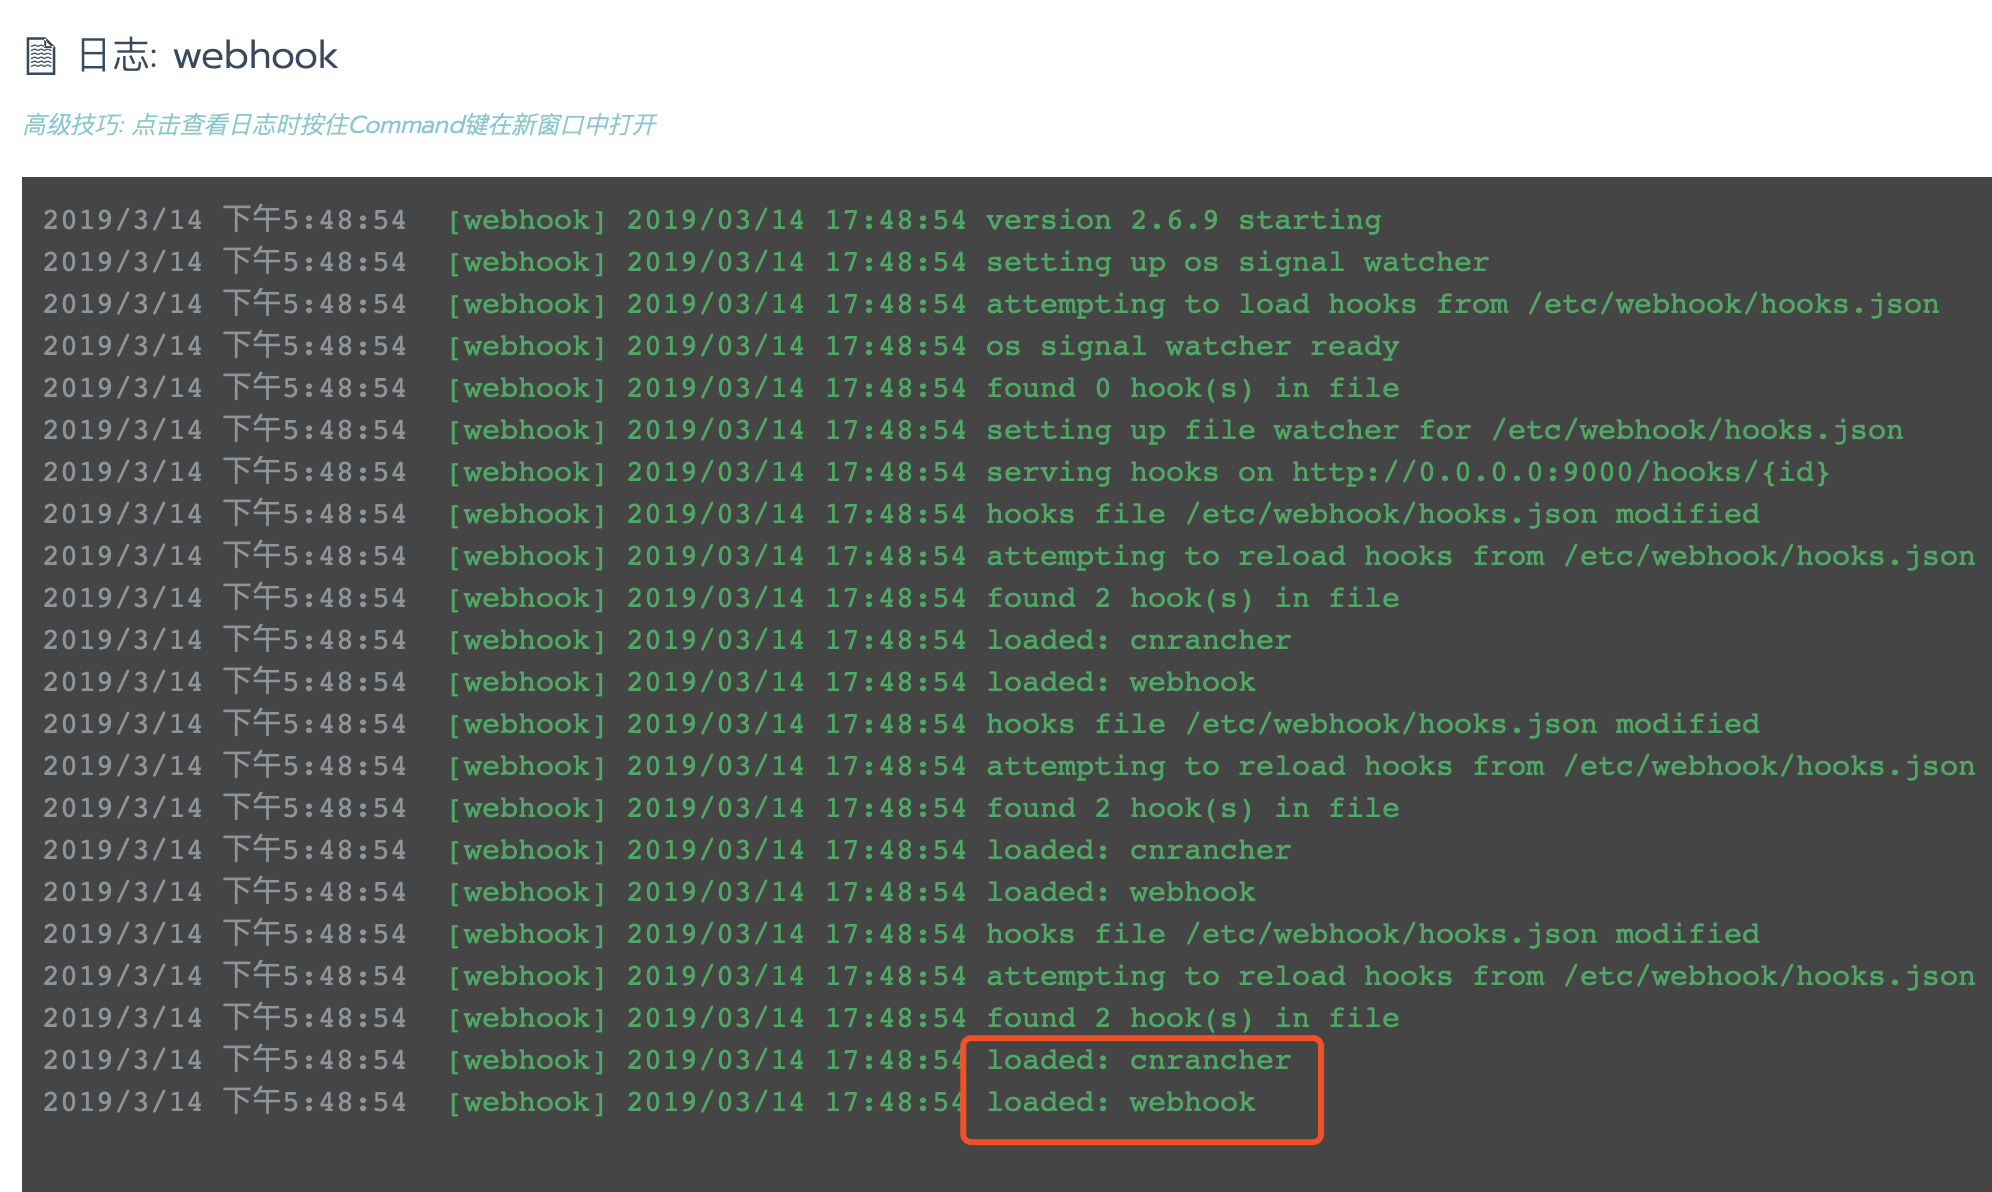 日志: webhook
高级技巧: 点击查看日志时按住Command键在新窗口中打开
2019/3/14 下午5:48:54 [webhook] 2019/03/14 17:48:54 version 2.6.9 starting
2019/3/14 下午5:48:54 [webhook] 2019/03/14 17:48:54 setting up os signal watcher
2019/3/14 下午5:48:54 [webhook] 2019/03/14 17:48:54 attempting to load hooks from /etc/webhook/hooks.json
2019/3/14 下午5:48:54 [webhook] 2019/03/14 17:48:54 os signal watcher ready
2019/3/14 下午5:48:54 [webhook] 2019/03/14 17:48:54 found 0 hook(s) in file
2019/3/14 下午5:48:54 [webhook] 2019/03/14 17:48:54 setting up file watcher for /etc/webhook/hooks.json
2019/3/14 下午5:48:54 [webhook] 2019/03/14 17:48:54 serving hooks on http://0.0.0.0:9000/hooks/{id}
2019/3/14 下午5:48:54 [webhook] 2019/03/14 17:48:54 hooks file /etc/webhook/hooks.json modified
2019/3/14 下午5:48:54 [webhook] 2019/03/14 17:48:54 attempting to reload hooks from /etc/webhook/hooks.json
2019/3/14 下午5:48:54 [webhook] 2019/03/14 17:48:54 found 2 hook(s) in file
2019/3/14 下午5:48:54 [webhook] 2019/03/14 17:48:54 loaded: cnrancher
2019/3/14 下午5:48:54 [webhook] 2019/03/14 17:48:54 loaded: webhook
2019/3/14 下午5:48:54 [webhook] 2019/03/14 17:48:54 hooks file /etc/webhook/hooks.json modified
2019/3/14 下午5:48:54 [webhook] 2019/03/14 17:48:54 attempting to reload hooks from /etc/webhook/hooks.json
2019/3/14 下午5:48:54 [webhook] 2019/03/14 17:48:54 found 2 hook(s) in file
2019/3/14 下午5:48:54 [webhook] 2019/03/14 17:48:54 loaded: cnrancher
2019/3/14 下午5:48:54 [webhook] 2019/03/14 17:48:54 loaded: webhook
2019/3/14 下午5:48:54 [webhook] 2019/03/14 17:48:54 hooks file /etc/webhook/hooks.json modified
2019/3/14 下午5:48:54 [webhook] 2019/03/14 17:48:54 attempting to reload hooks from /etc/webhook/hooks.json
2019/3/14 下午5:48:54 [webhook] 2019/03/14 17:48:54 found 2 hook(s) in file
2019/3/14 下午5:48:54 [webhook] 2019/03/14 17:48:54 loaded: cnrancher
2019/3/14 下午5:48:54 [webhook] 2019/03/14 17:48:54 loaded: webhook